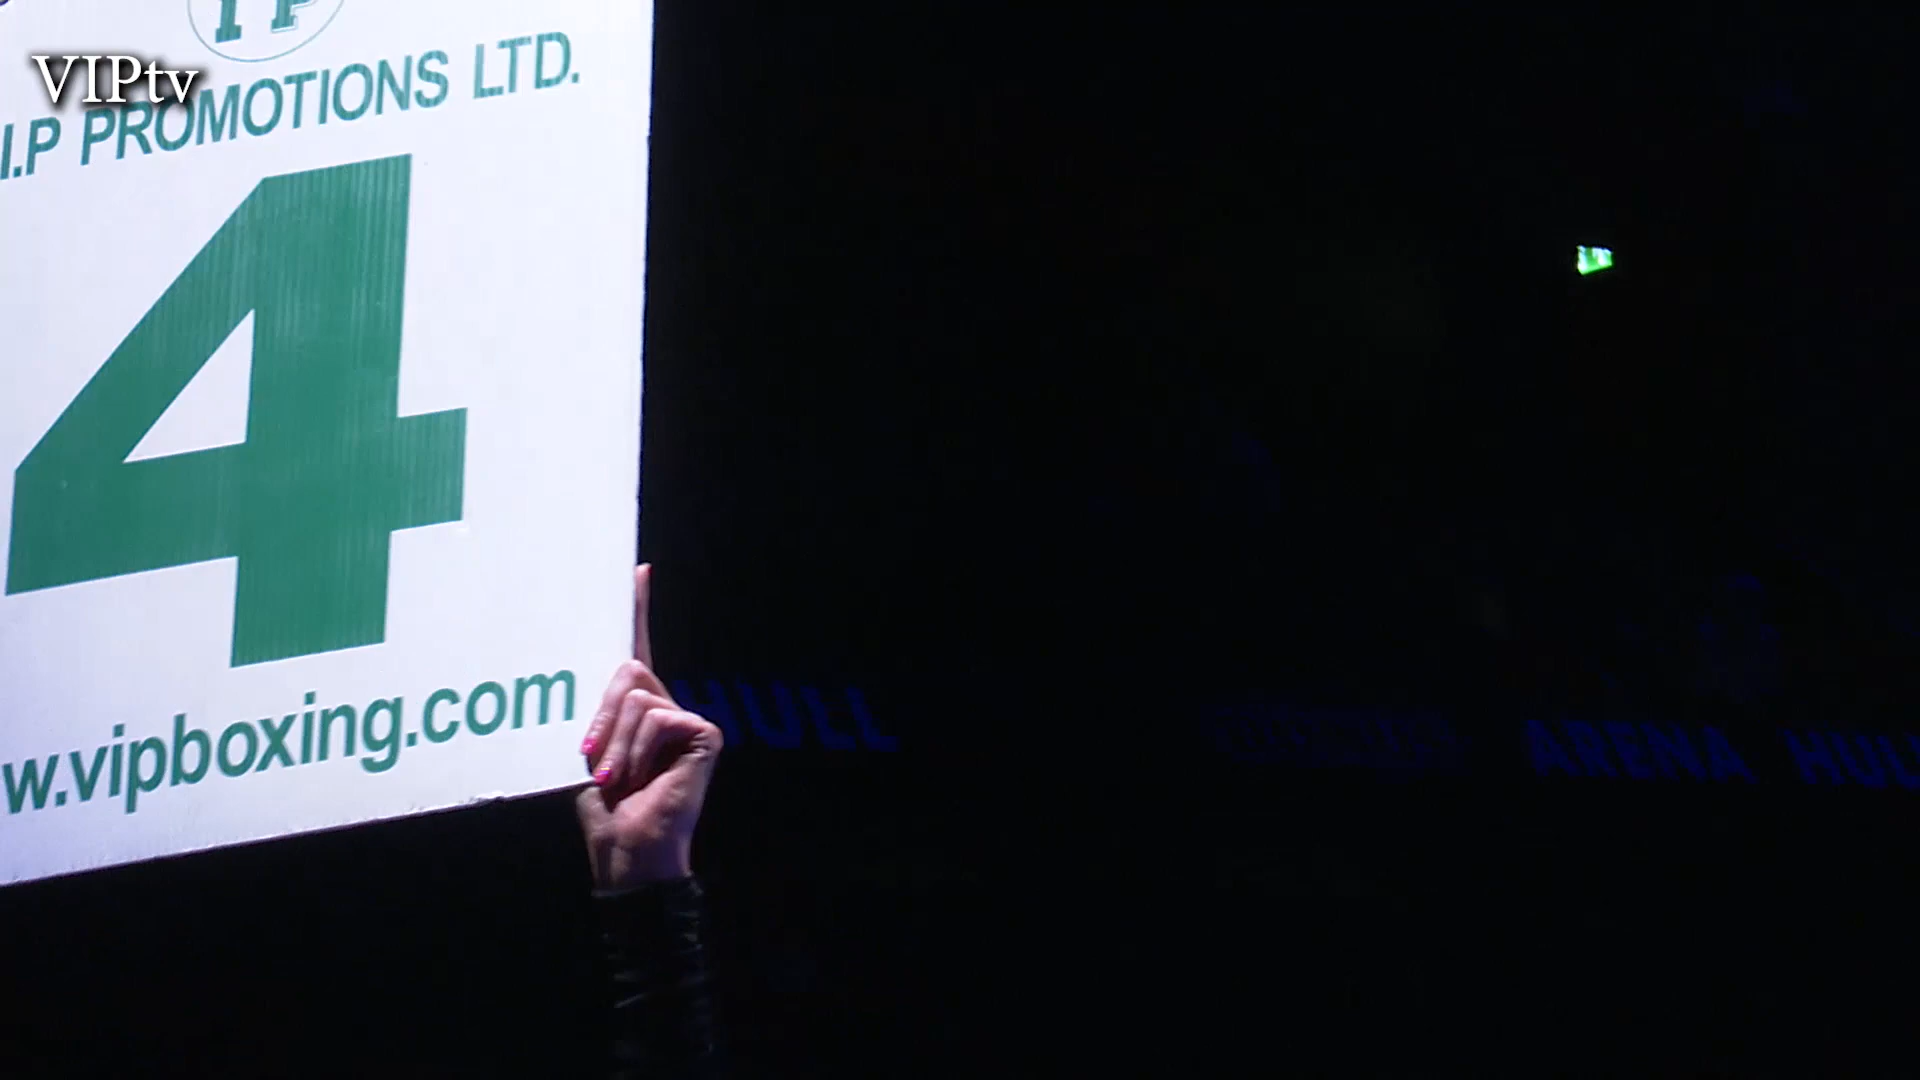 VIPtv
I.P PROMOTIONS LTD.
4
w.vipboxing.com
HULL
ARENA HULL